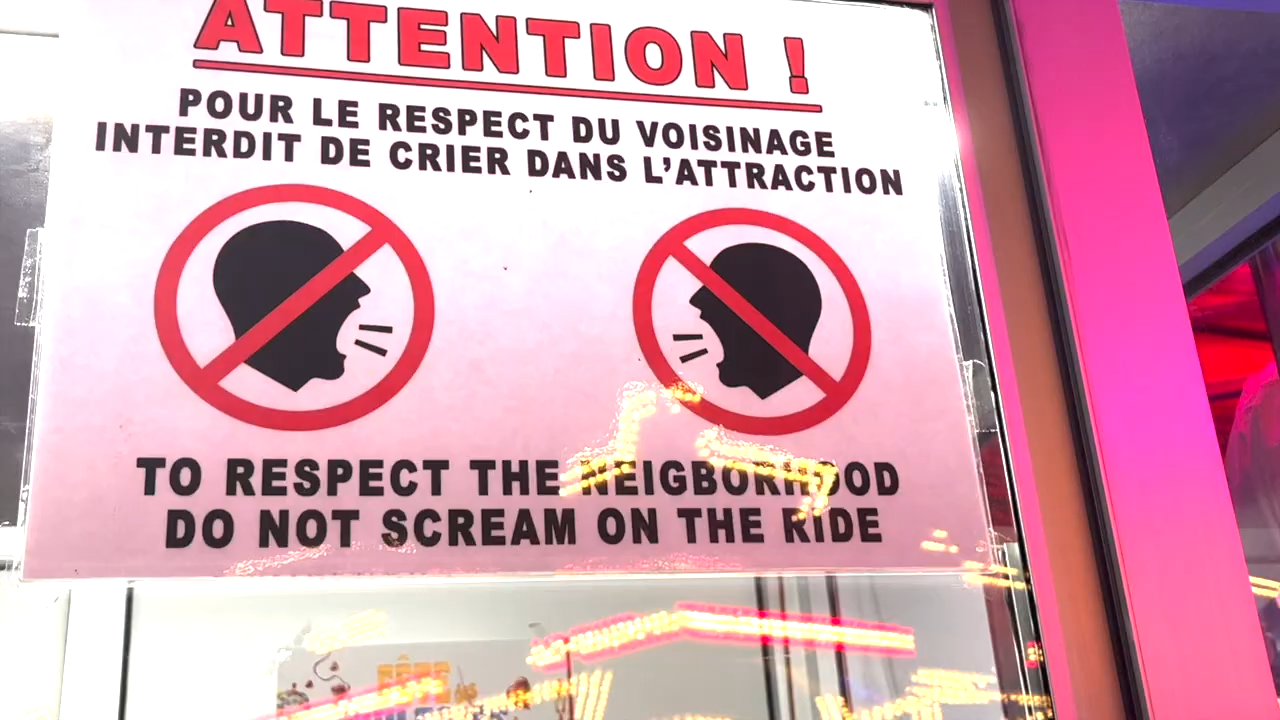 ATTENTION !
POUR LE RESPECT DU VOISINAGE
INTERDIT DE CRIER DANS L'ATTRACTION
TO RESPECT THE NEIGBORHOOD
DO NOT SCREAM ON THE RIDE